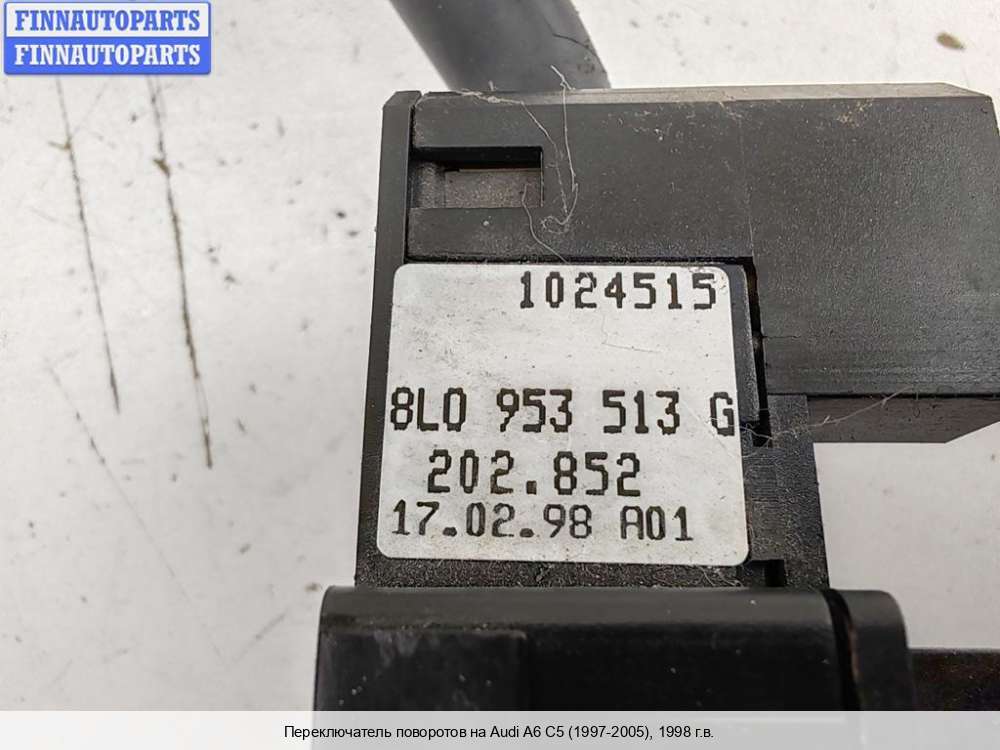 FINNAUTOPARTS
FINNAUTOPARTS
1024515
8L0 953 513 G
202.852
17.02.98 A01
Переключатель поворотов на Audi A6 C5 (1997-2005), 1998 г.в.